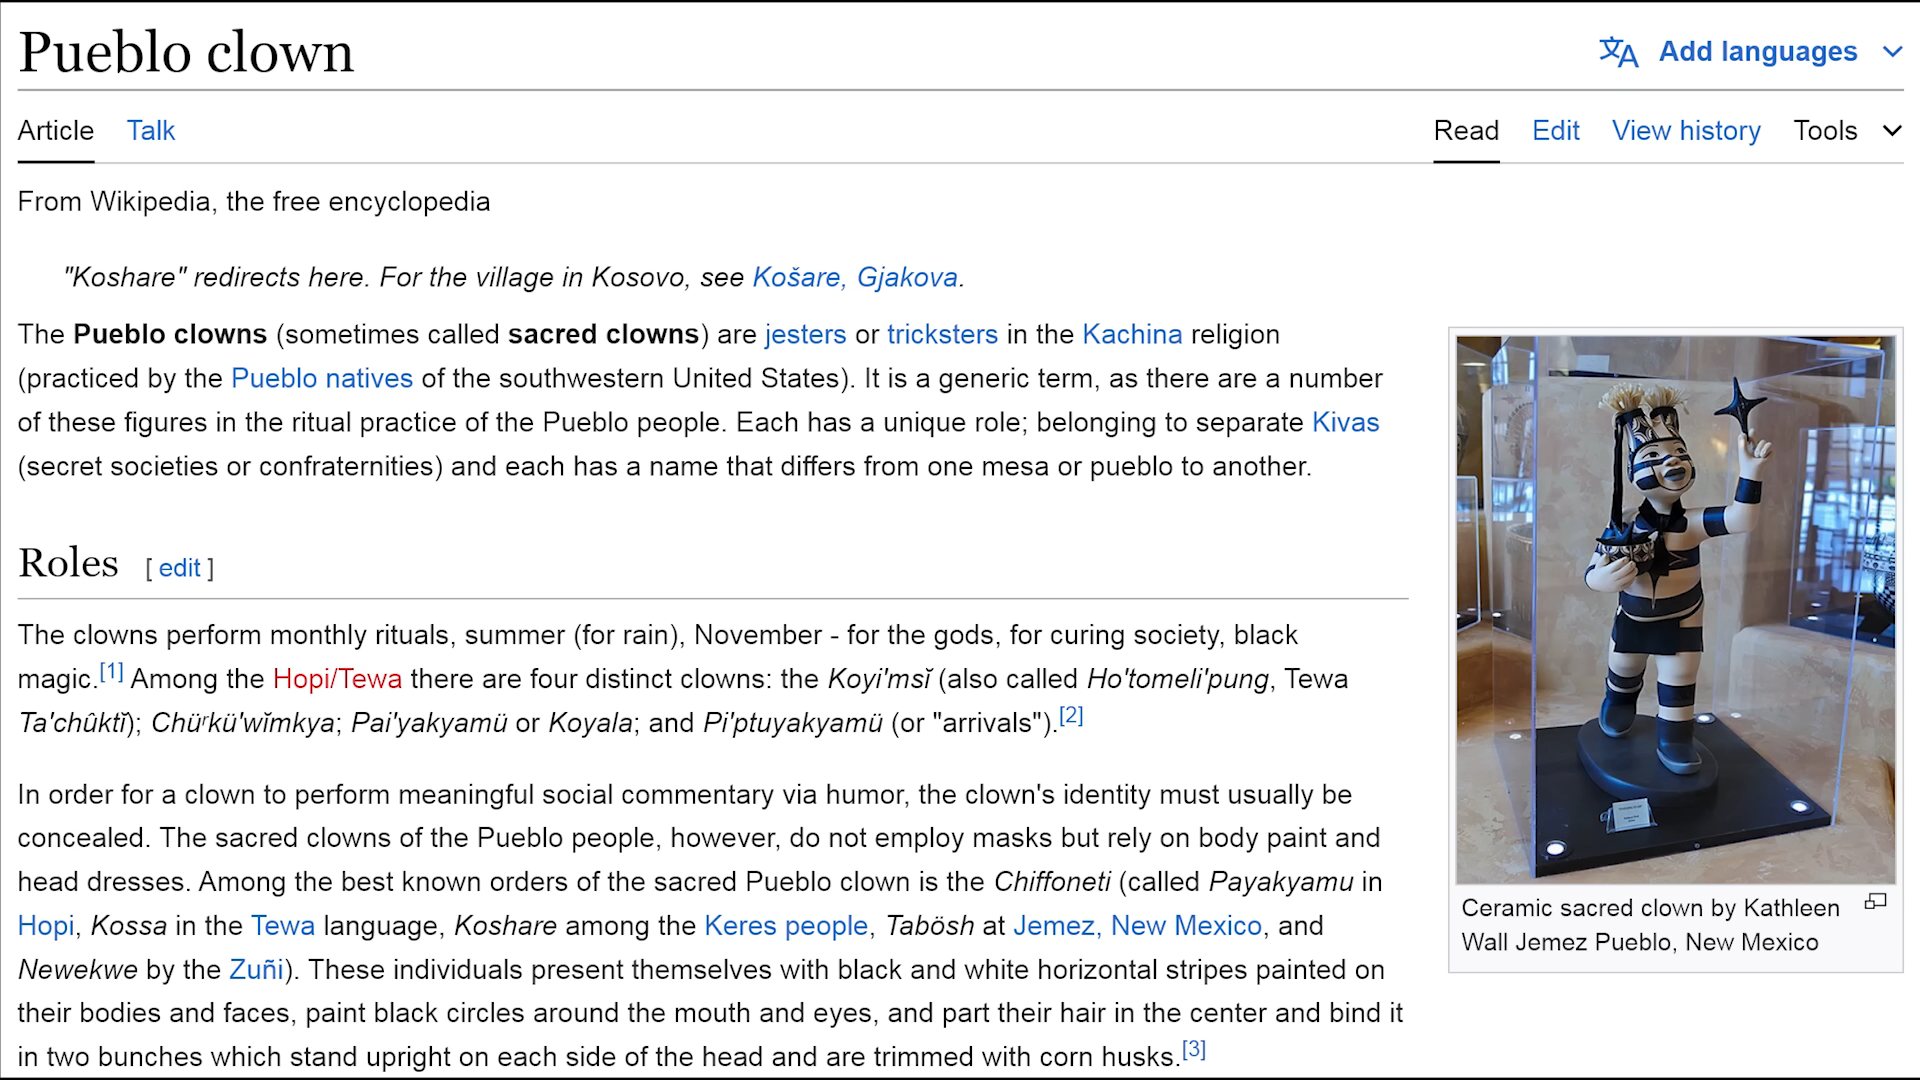 Pueblo clown
Add languages
Article Talk
Read Edit View history Tools
From Wikipedia, the free encyclopedia
"Koshare" redirects here. For the village in Kosovo, see Košare, Gjakova.
The Pueblo clowns (sometimes called sacred clowns) are jesters or tricksters in the Kachina religion
(practiced by the Pueblo natives of the southwestern United States). It is a generic term, as there are a number
of these figures in the ritual practice of the Pueblo people. Each has a unique role; belonging to separate Kivas
(secret societies or confraternities) and each has a name that differs from one mesa or pueblo to another.
Roles [ edit ]
The clowns perform monthly rituals, summer (for rain), November - for the gods, for curing society, black
magic.[1] Among the Hopi/Tewa there are four distinct clowns: the Koyi'msĭ (also called Ho'tomeli'pung, Tewa
Ta'chûktĭ); Chüʳkü'wĭmkya; Pai'yakyamü or Koyala; and Pi'ptuyakyamü (or "arrivals").[2]
In order for a clown to perform meaningful social commentary via humor, the clown's identity must usually be
concealed. The sacred clowns of the Pueblo people, however, do not employ masks but rely on body paint and
head dresses. Among the best known orders of the sacred Pueblo clown is the Chiffoneti (called Payakyamu in
Hopi, Kossa in the Tewa language, Koshare among the Keres people, Tabösh at Jemez, New Mexico, and
Newekwe by the Zuñi). These individuals present themselves with black and white horizontal stripes painted on
their bodies and faces, paint black circles around the mouth and eyes, and part their hair in the center and bind it
in two bunches which stand upright on each side of the head and are trimmed with corn husks.[3]
Ceramic sacred clown by Kathleen
Wall Jemez Pueblo, New Mexico